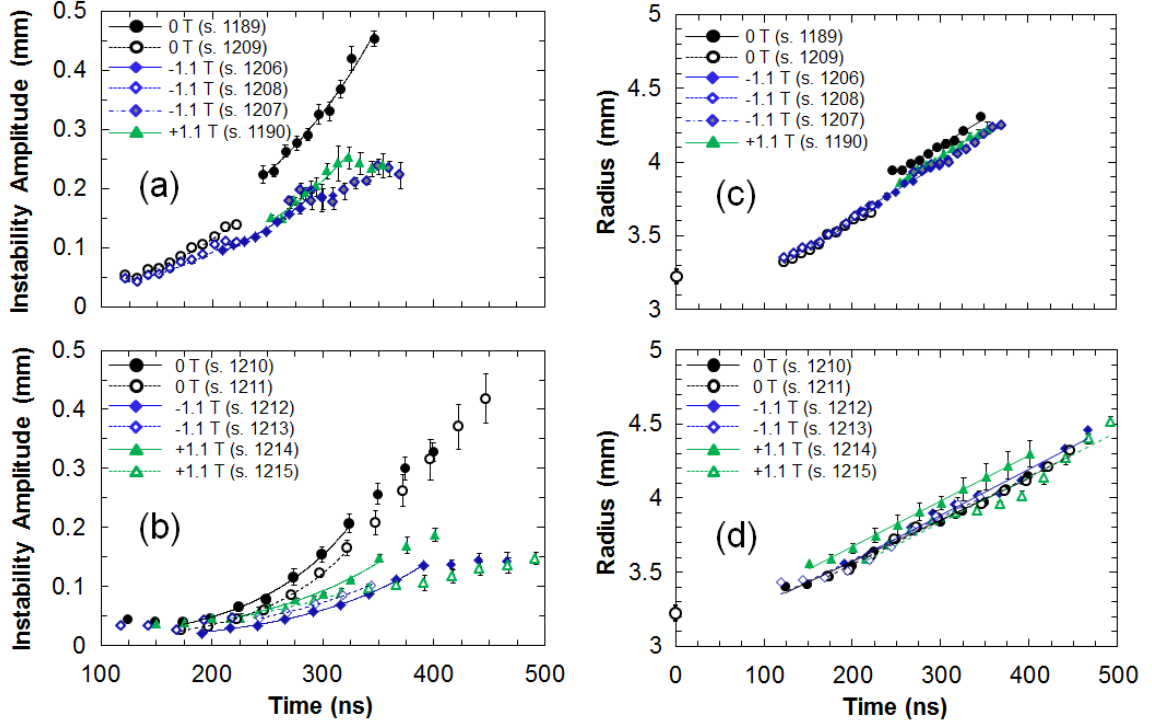 0.5
0.4
0.3
0.2
0.1
0
Instability Amplitude (mm)
0 T (s. 1189)
0 T (s. 1209)
-1.1 T (s. 1206)
-1.1 T (s. 1208)
-1.1 T (s. 1207)
+1.1 T (s. 1190)
(a)
5
4.5
4
3.5
3
Radius (mm)
0 T (s. 1189)
0 T (s. 1209)
-1.1 T (s. 1206)
-1.1 T (s. 1208)
-1.1 T (s. 1207)
+1.1 T (s. 1190)
(c)
0.5
0.4
0.3
0.2
0.1
0
Instability Amplitude (mm)
0 T (s. 1210)
0 T (s. 1211)
-1.1 T (s. 1212)
-1.1 T (s. 1213)
+1.1 T (s. 1214)
+1.1 T (s. 1215)
(b)
100 200 300 400 500
Time (ns)
5
4.5
4
3.5
3
Radius (mm)
0 T (s. 1210)
0 T (s. 1211)
-1.1 T (s. 1212)
-1.1 T (s. 1213)
+1.1 T (s. 1214)
+1.1 T (s. 1215)
(d)
0 100 200 300 400 500
Time (ns)